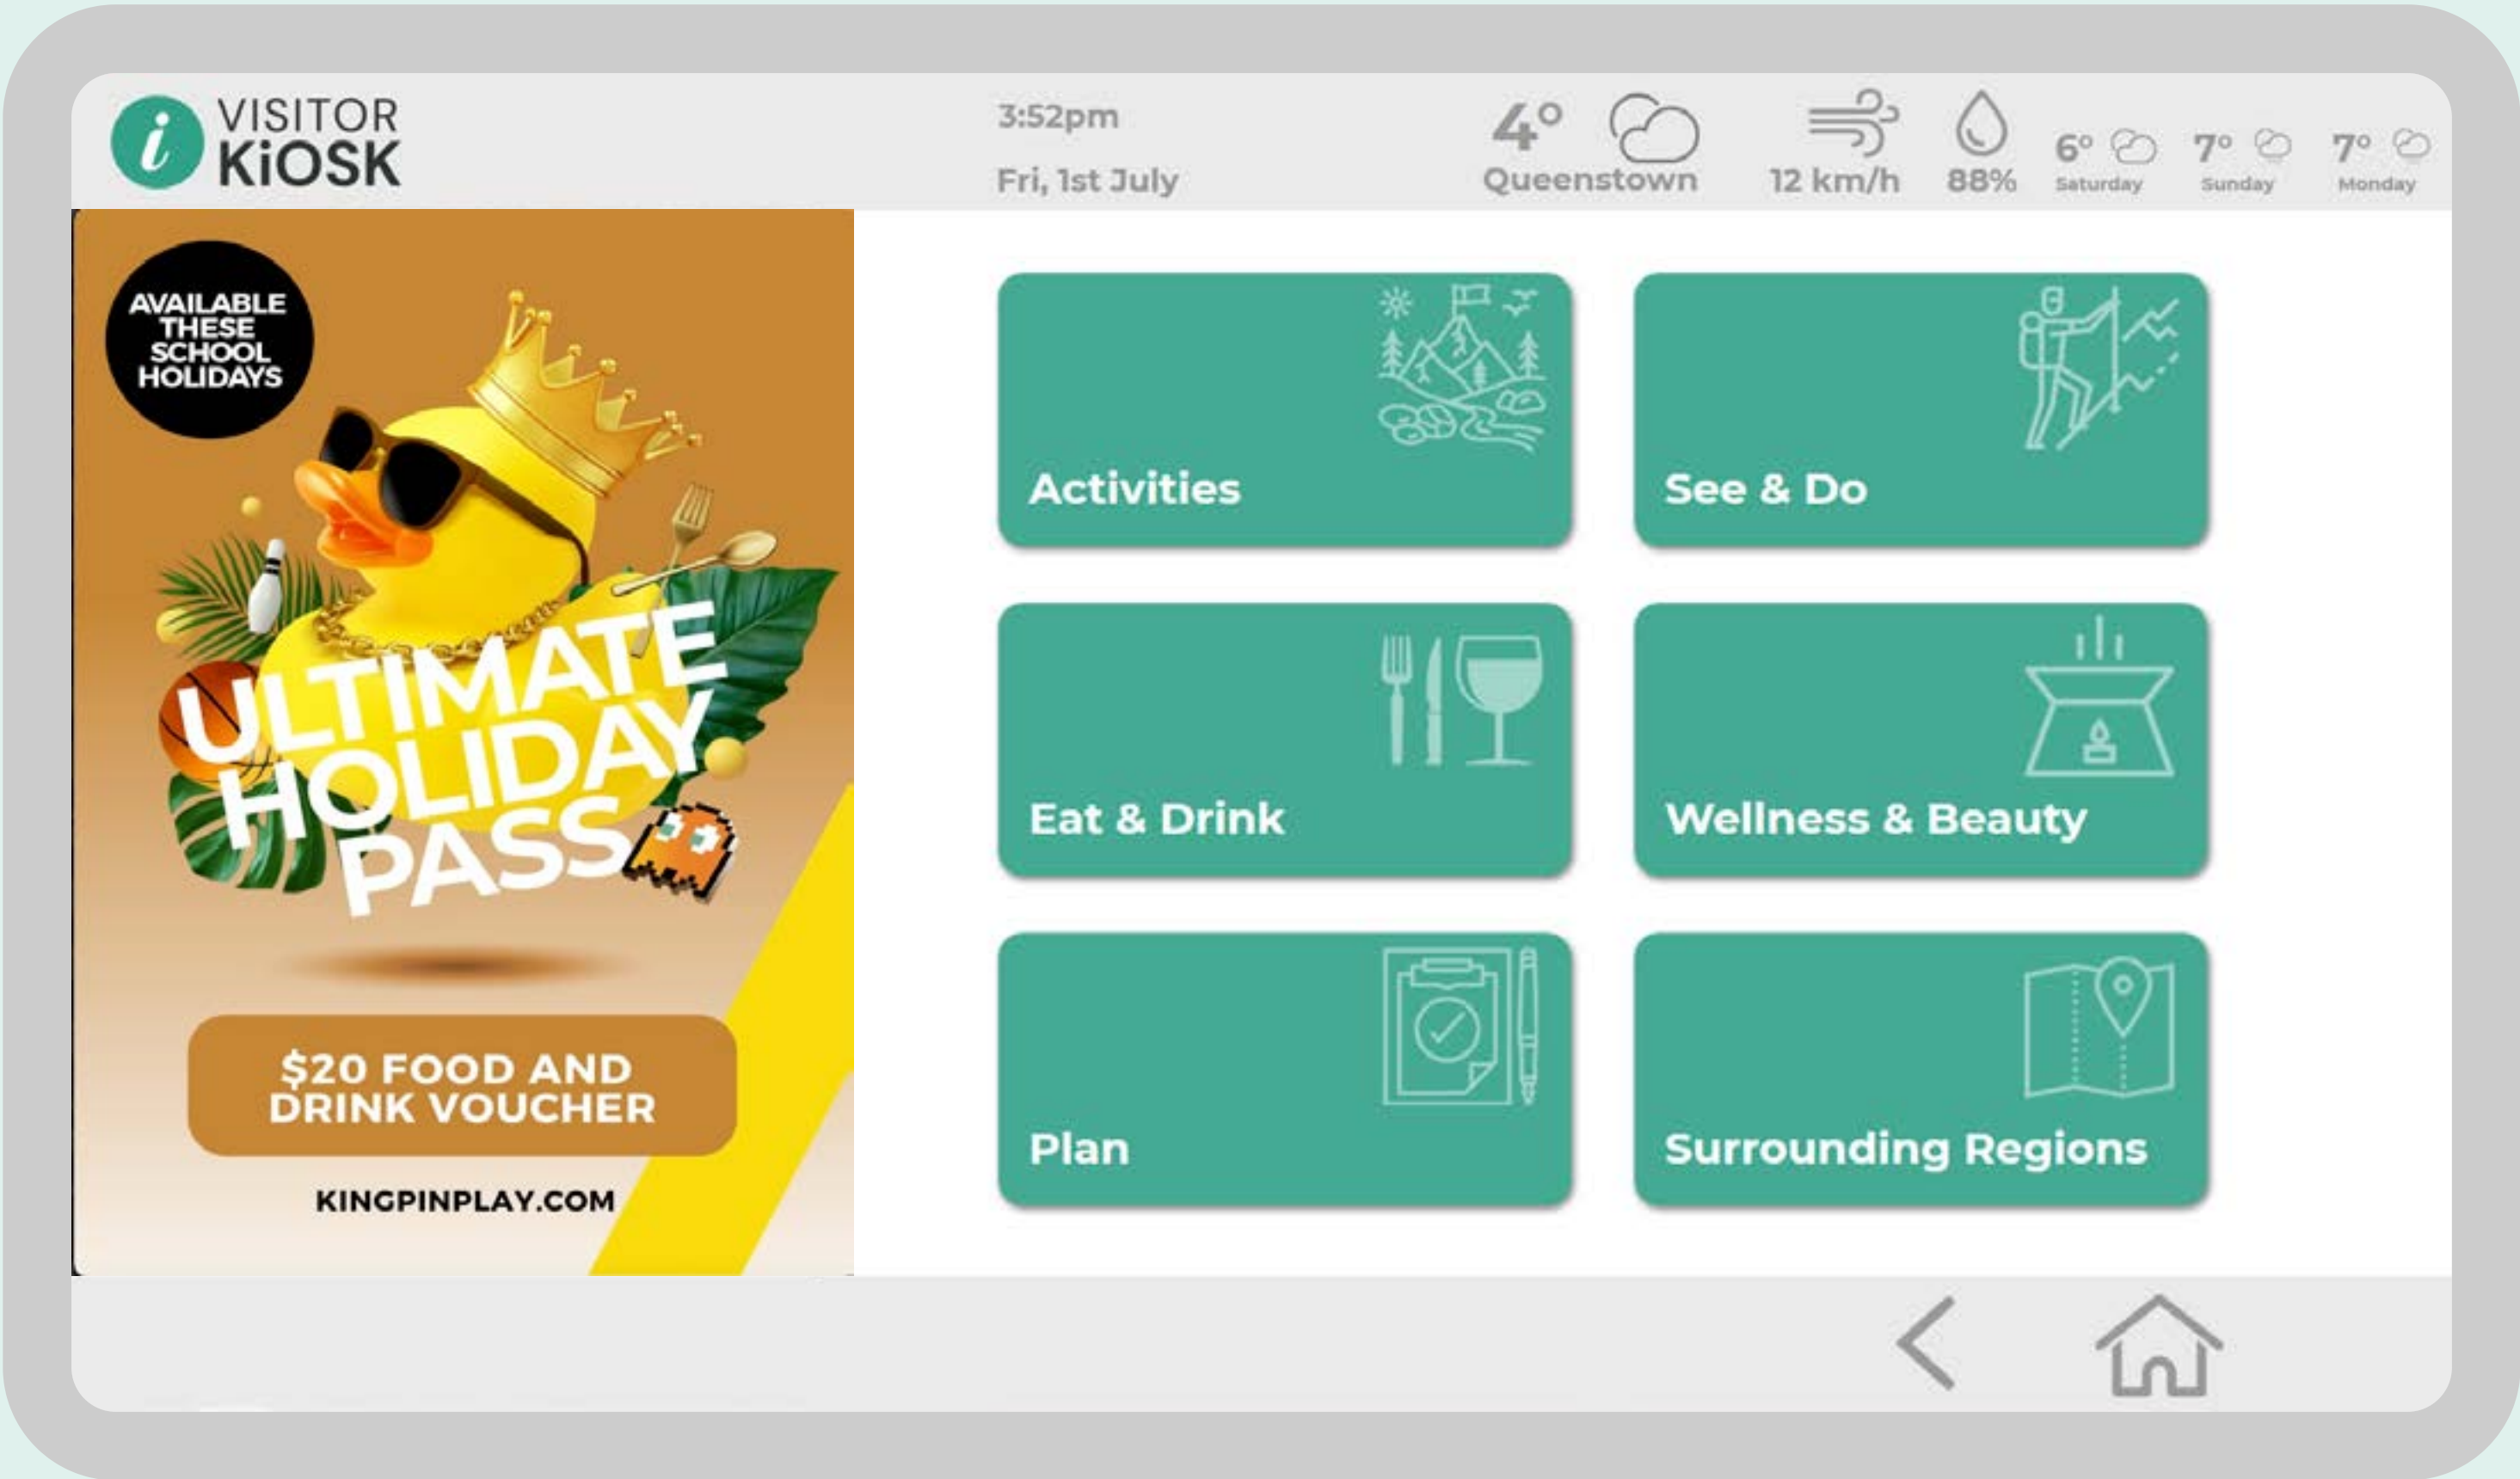 i
VISITOR
KiOSK
3:52pm
Fri, 1st July
4°
Queenstown
12 km/h
88%
6°
Saturday
7°
Sunday
7°
Monday
AVAILABLE
THESE
SCHOOL
HOLIDAYS
ULTIMATE
HOLIDAY
PASS
$20 FOOD AND
DRINK VOUCHER
KINGPINPLAY.COM
Activities
See & Do
Eat & Drink
Wellness & Beauty
Plan
Surrounding Regions